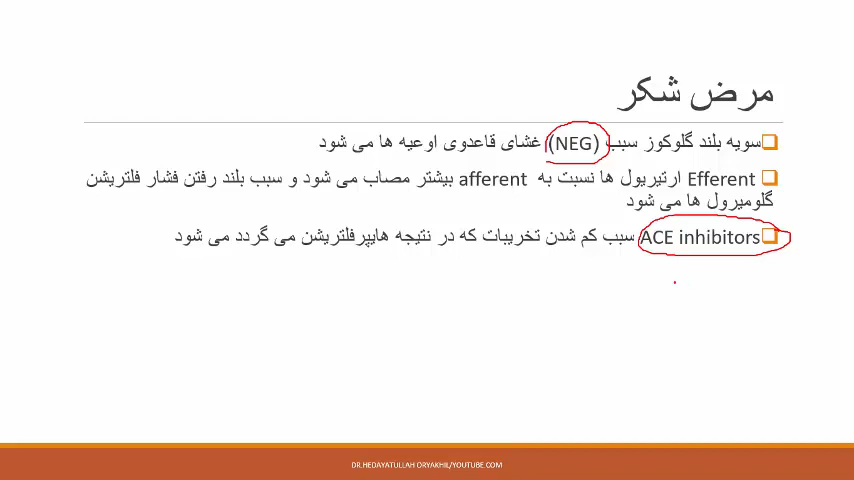 مرض شکر
سویه بلند گلوکوز سبب (NEG) غشای قاعدوی اوعیه ها می شود
Efferent ارتیریول ها نسبت به afferent بیشتر مصاب می شود و سبب بلند رفتن فشار فلتریشن
گلومیرول ها می شود
ACE inhibitors سبب کم شدن تخریبات که در نتیجه هایپرفلتریشن می گردد می شود
DR.HEDAYATULLAH ORYAKHIL/YOUTUBE.COM